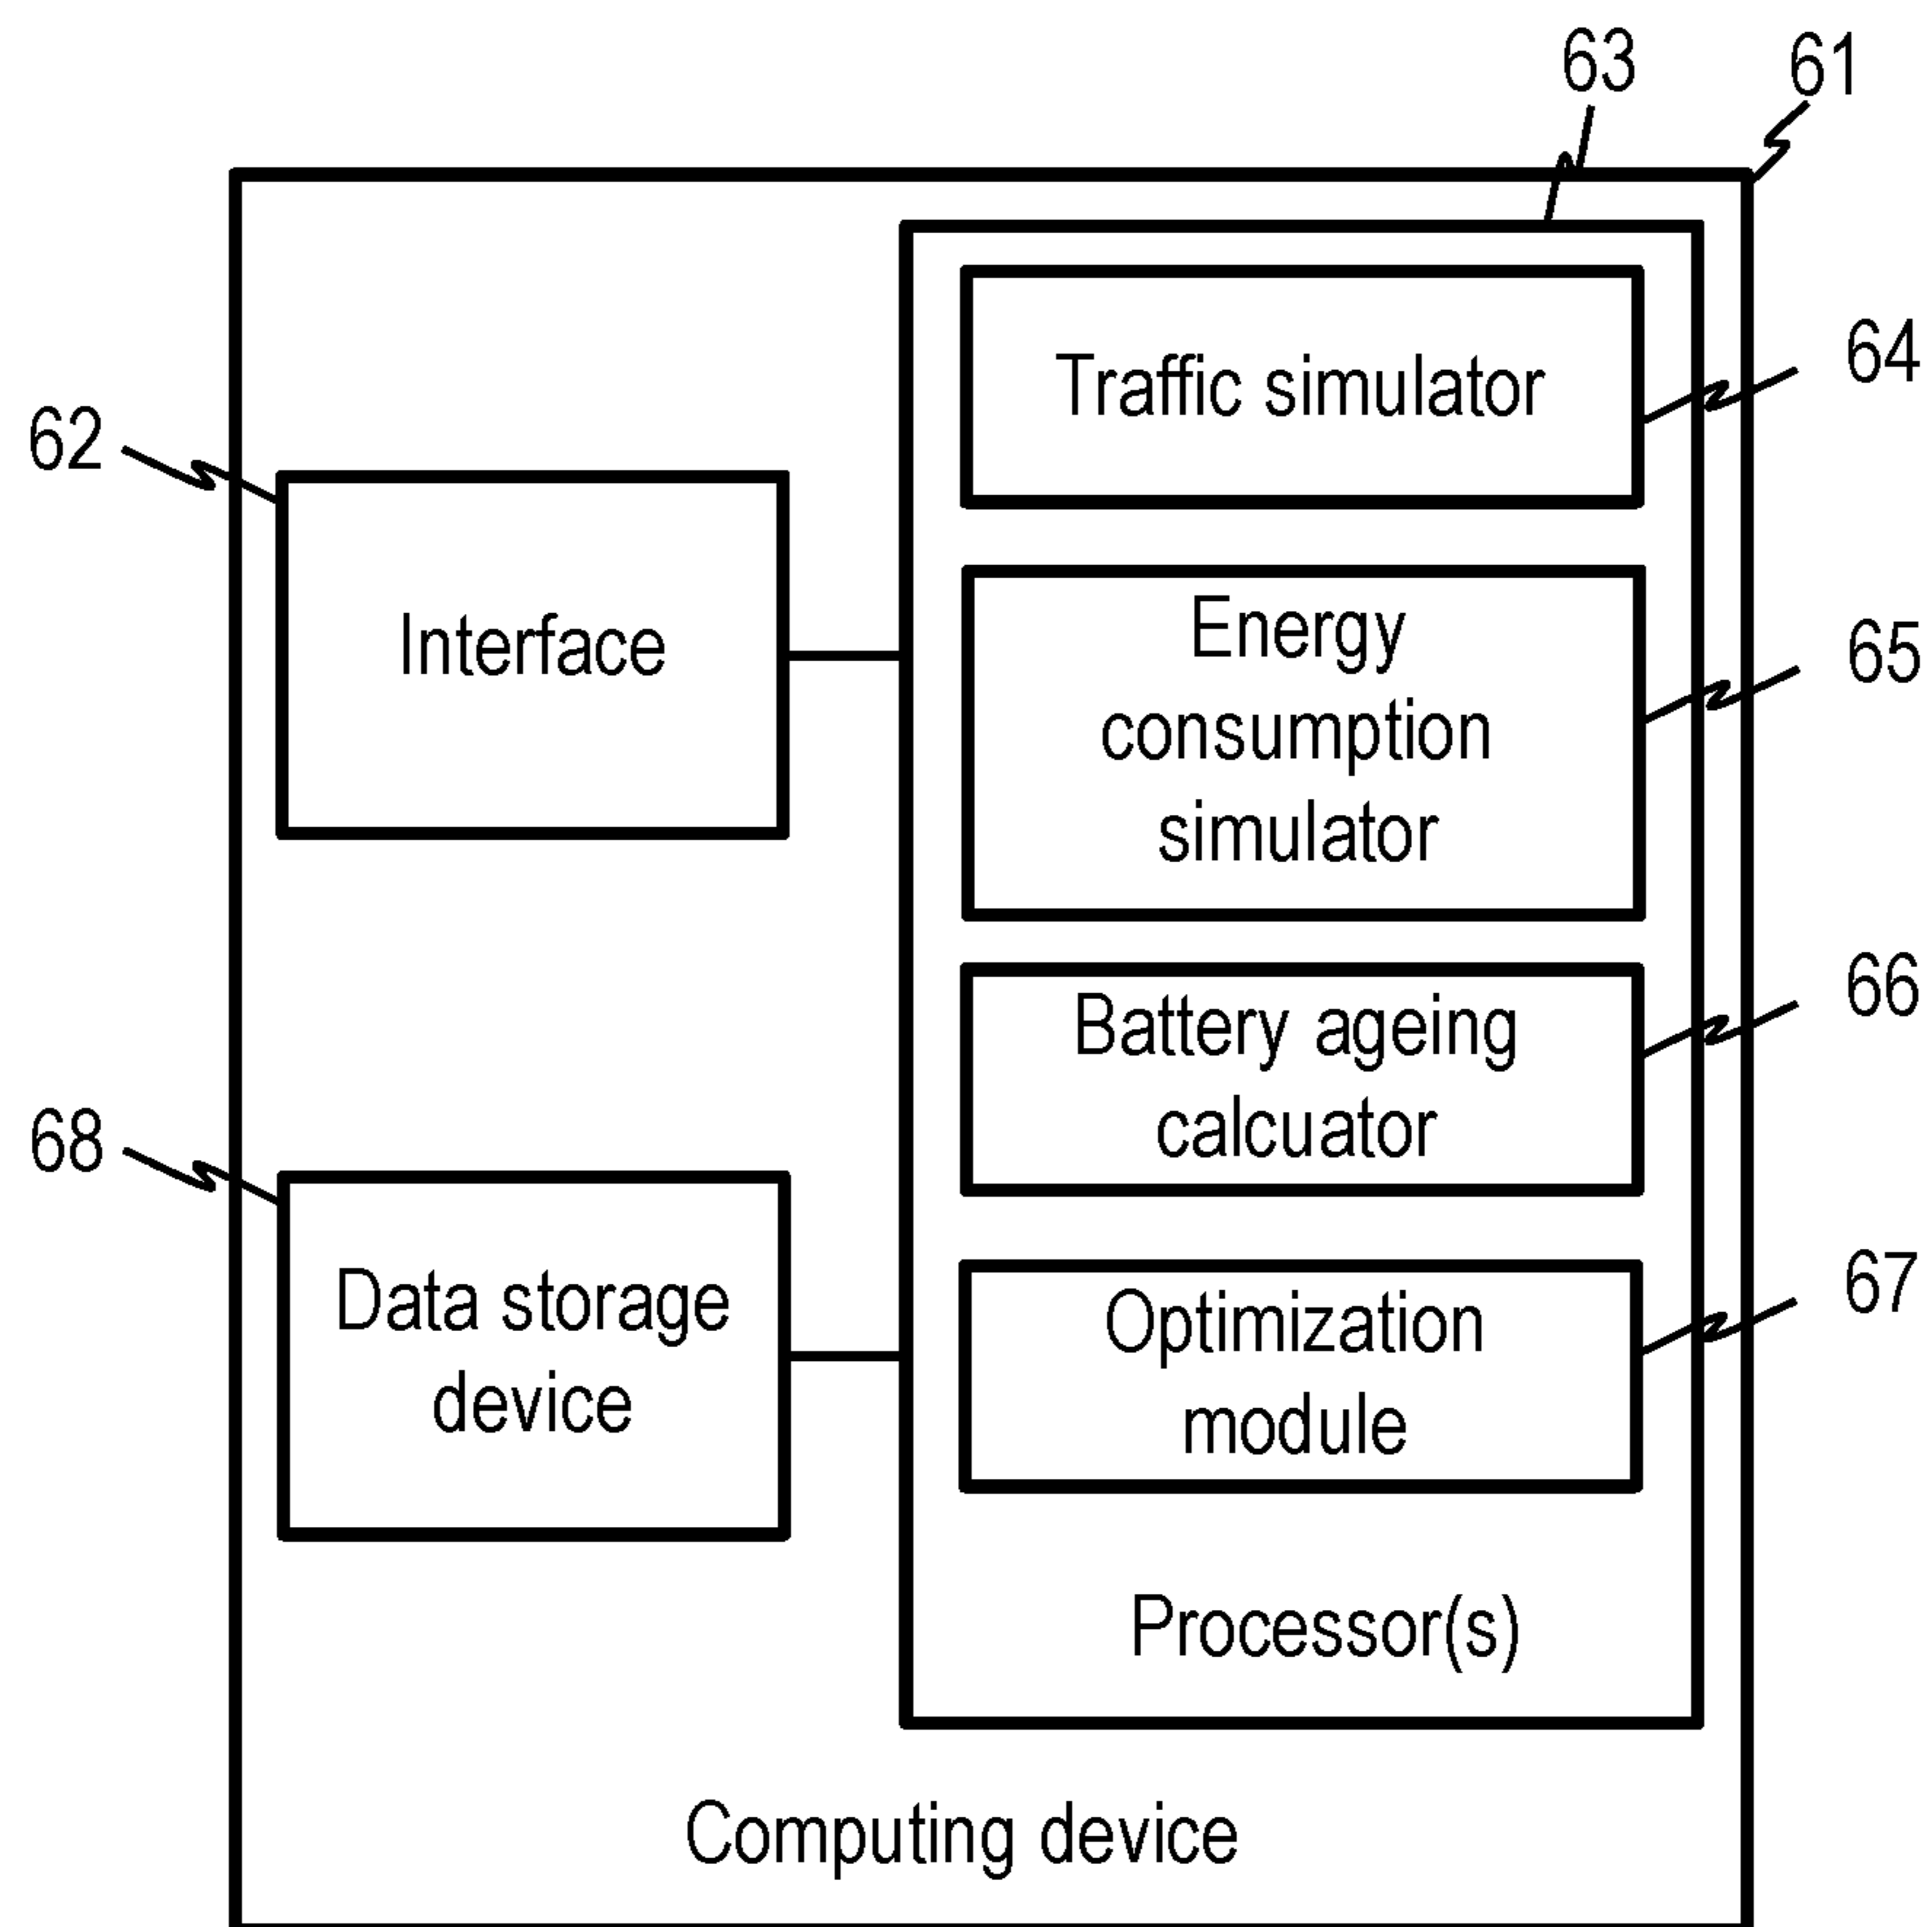 63
61
Traffic simulator
64
62
Interface
Energy
consumption
simulator
65
Battery ageing
calcuator
66
68
Data storage
device
Optimization
module
67
Processor(s)
Computing device